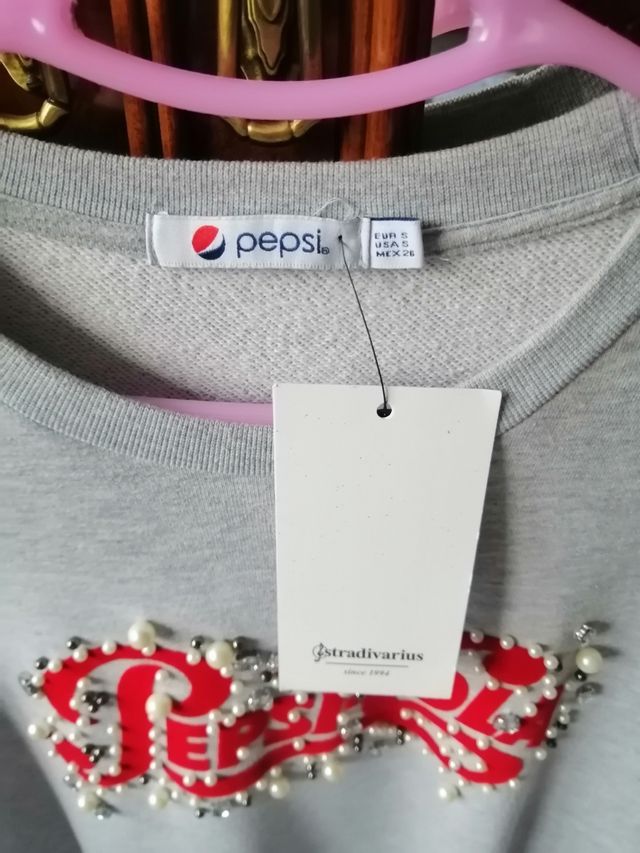 pepsi®
EUR S
USA S
MEX 26
stradivarius
since 1994
PEPSI